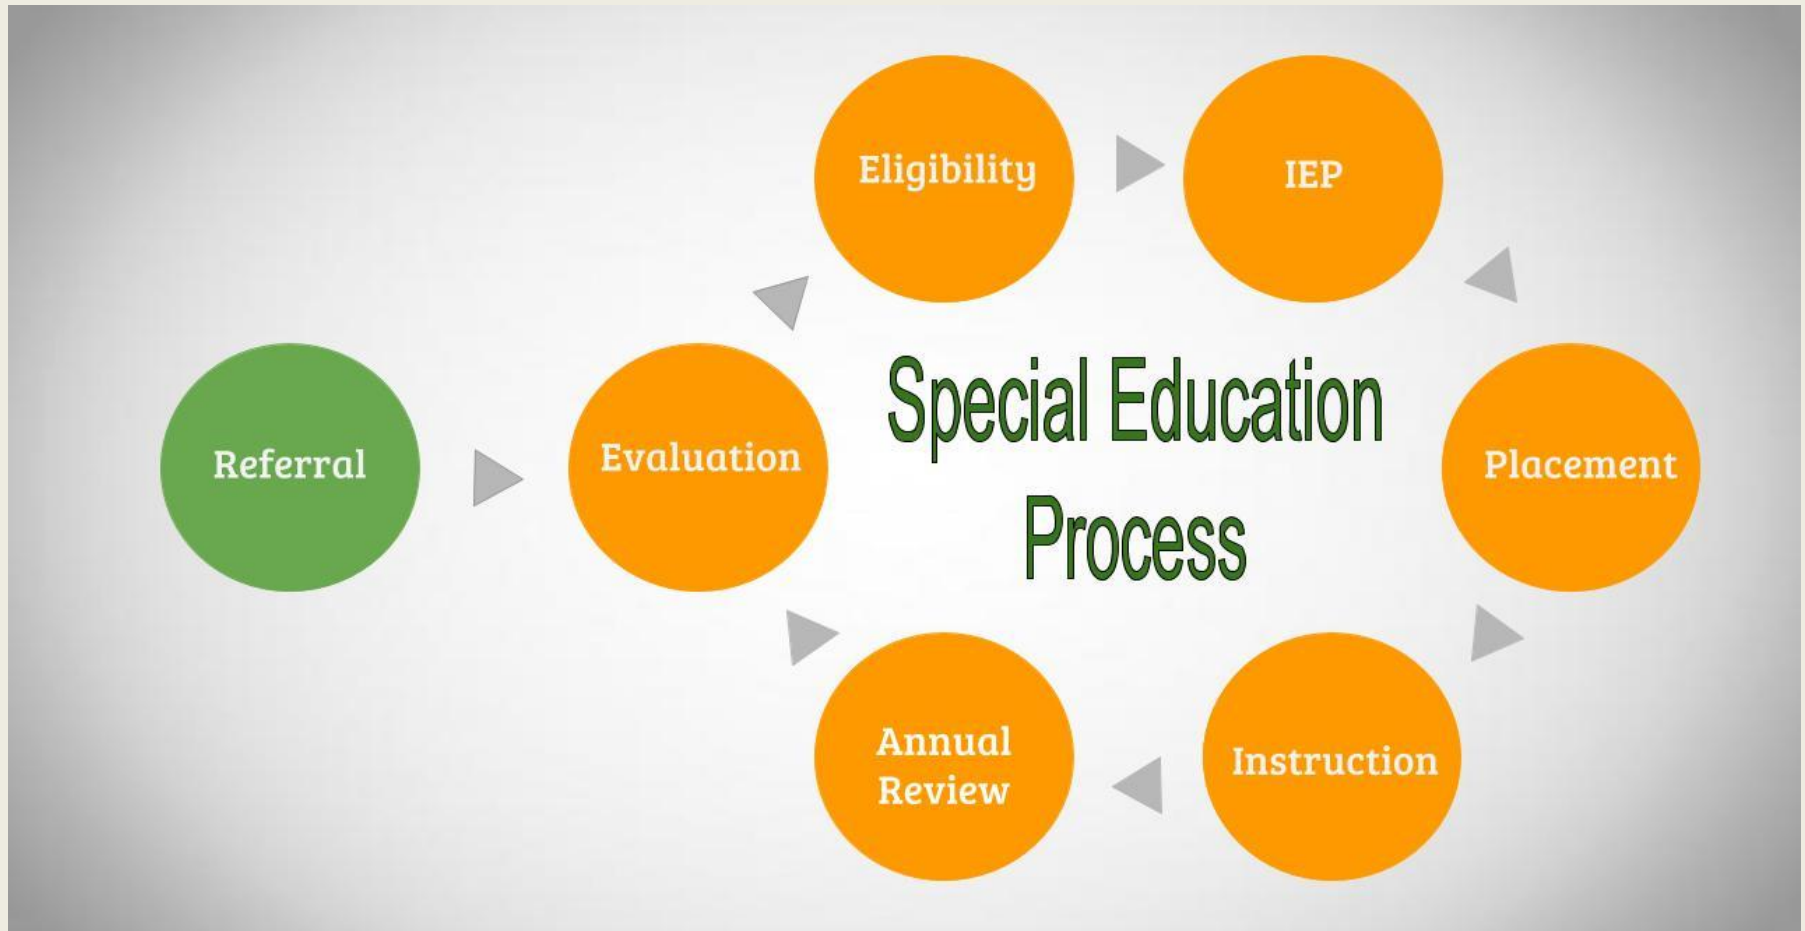 Referral
Evaluation
Eligibility
IEP
Placement
Instruction
Annual
Review
Special Education
Process